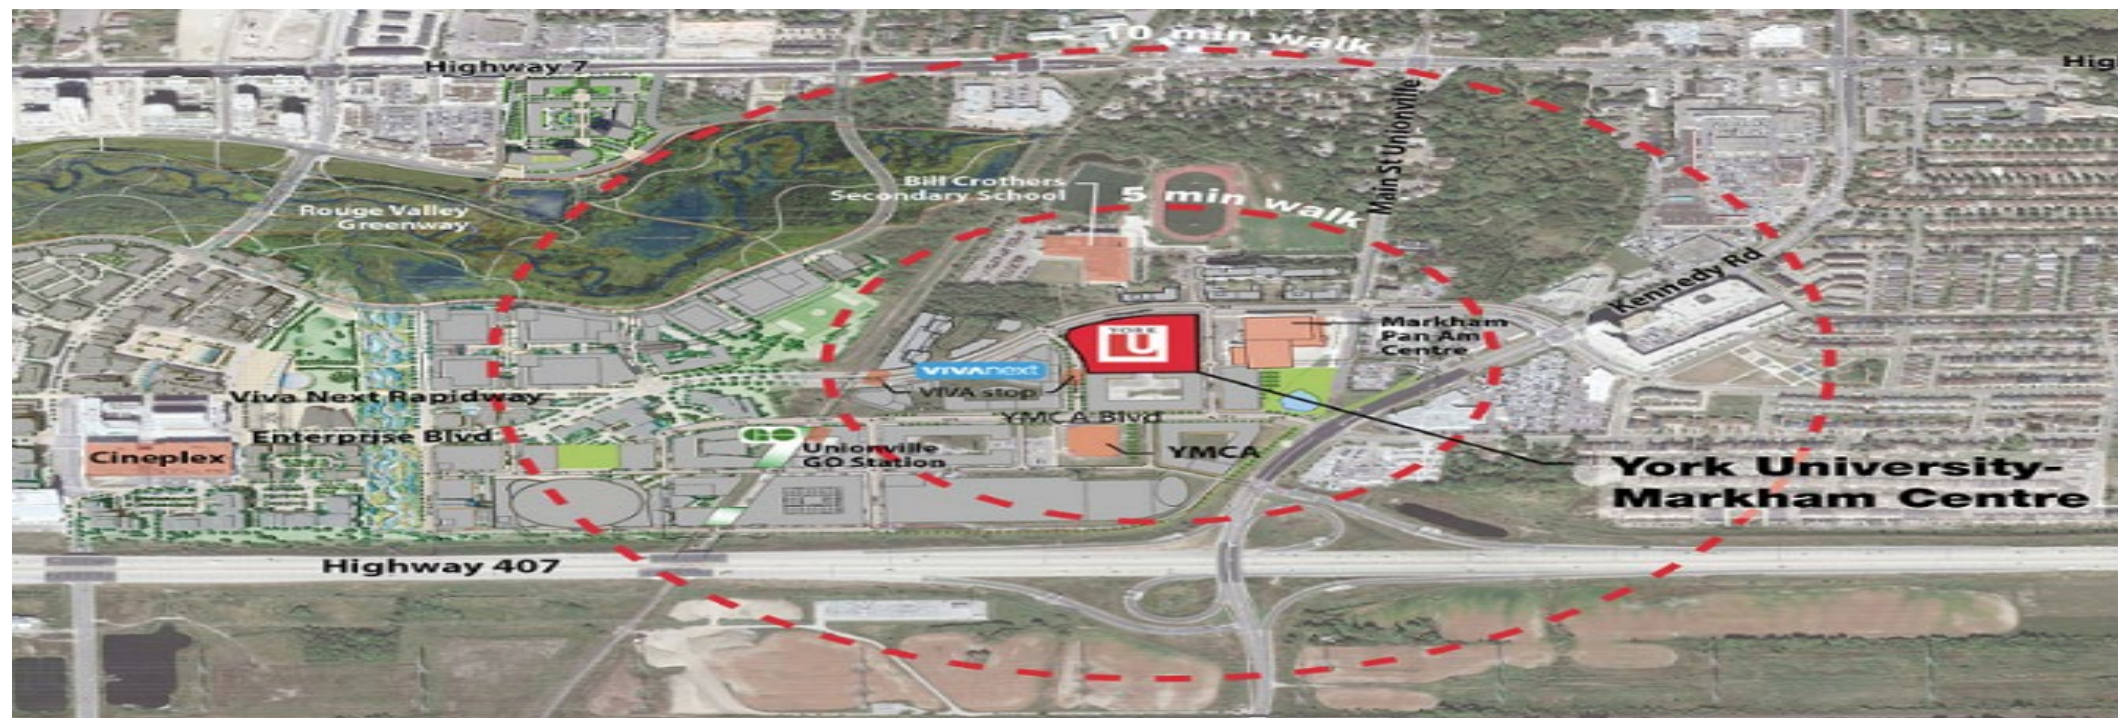 10 min walk
Highway 7
Hig
Main St Unionville
Bill Crothers
Secondary School
5 min walk
Rouge Valley
Greenway
Kennedy Rd
YORK
U
Markham
Pan Am
Centre
VIVAnext
VIVA stop
Viva Next Rapidway
YMCA Blvd
Enterprise Blvd
GO
Cineplex
Unionville
GO Station
YMCA
York University-
Markham Centre
Highway 407